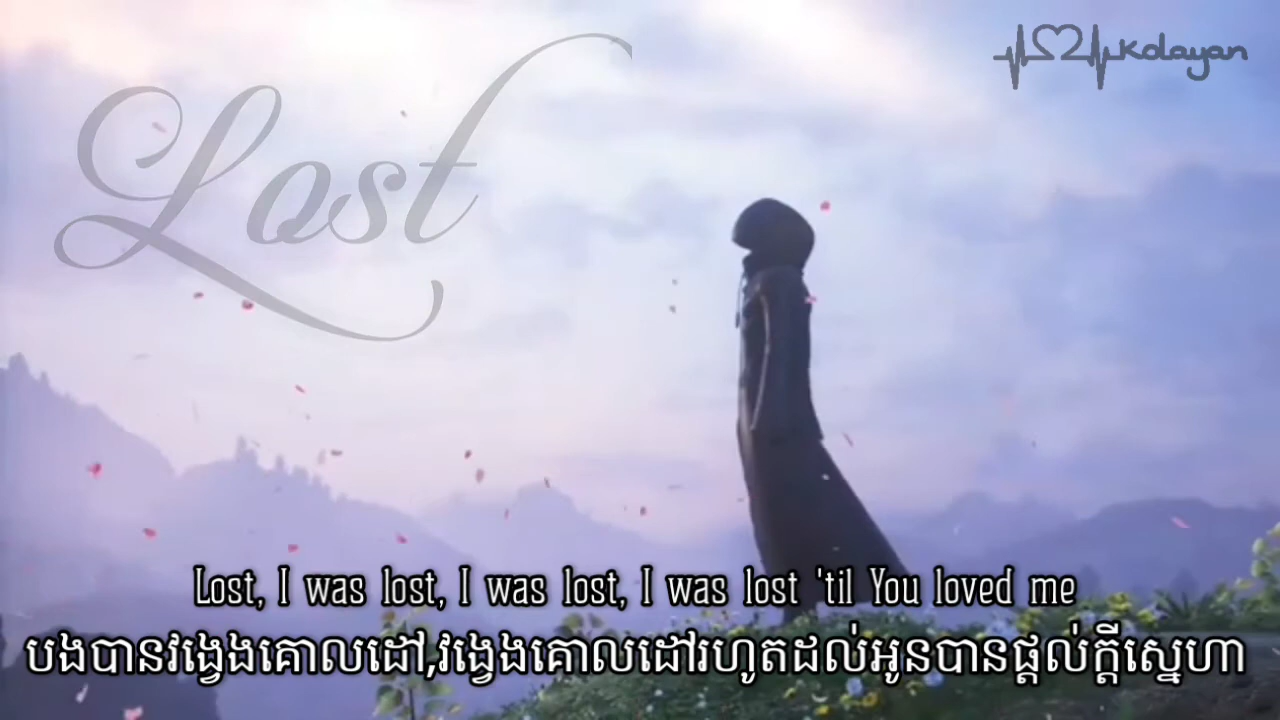 Lost
Kolayan
Lost, I was lost, I was lost, I was lost 'til You loved me
បងបានវង្វេងគោលដៅ,វង្វេងគោលដៅរហូតដល់អូនបានផ្តល់ក្តីស្នេហា